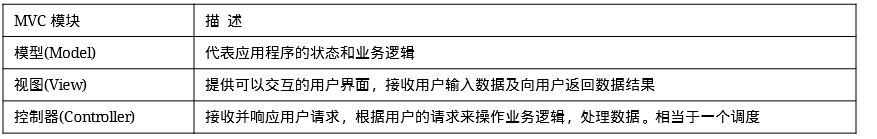 MVC 模块 描 述
模型(Model) 代表应用程序的状态和业务逻辑
视图(View) 提供可以交互的用户界面，接收用户输入数据及向用户返回数据结果
控制器(Controller) 接收并响应用户请求，根据用户的请求来操作业务逻辑，处理数据。相当于一个调度